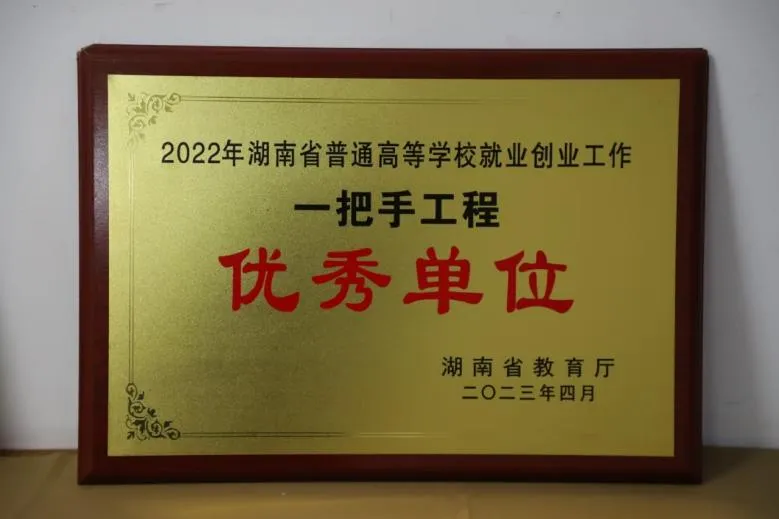 2022年湖南省普通高等学校就业创业工作
一把手工程
优秀单位
湖南省教育厅
二〇二三年四月